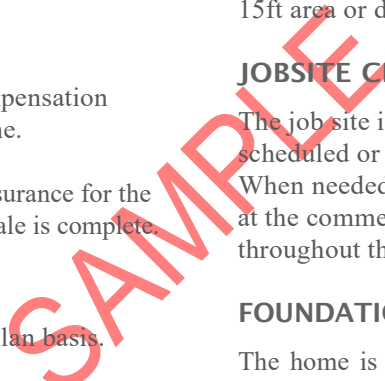 pensation
ne.
surance for the
ale is complete.
lan basis.
15ft area or d
JOBSITE C
The job site i
scheduled or
When needed
at the comme
throughout th
FOUNDATIO
The home is
SAMPLE